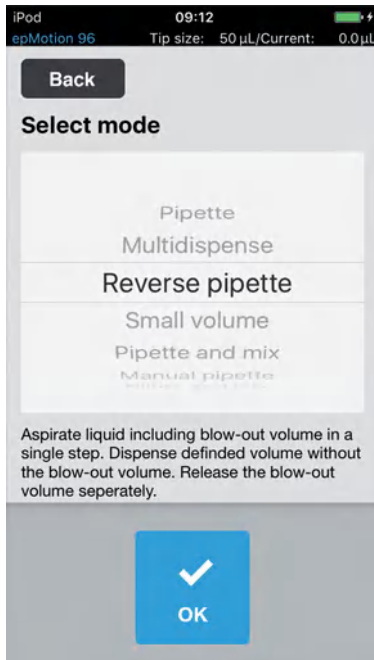 iPod 09:12
epMotion 96 Tip size: 50 µL/Current: 0.0 µL
Back
Select mode
Pipette
Multidispense
Reverse pipette
Small volume
Pipette and mix
Manual pipette
Aspirate liquid including blow-out volume in a
single step. Dispense definded volume without
the blow-out volume. Release the blow-out
volume seperately.
OK